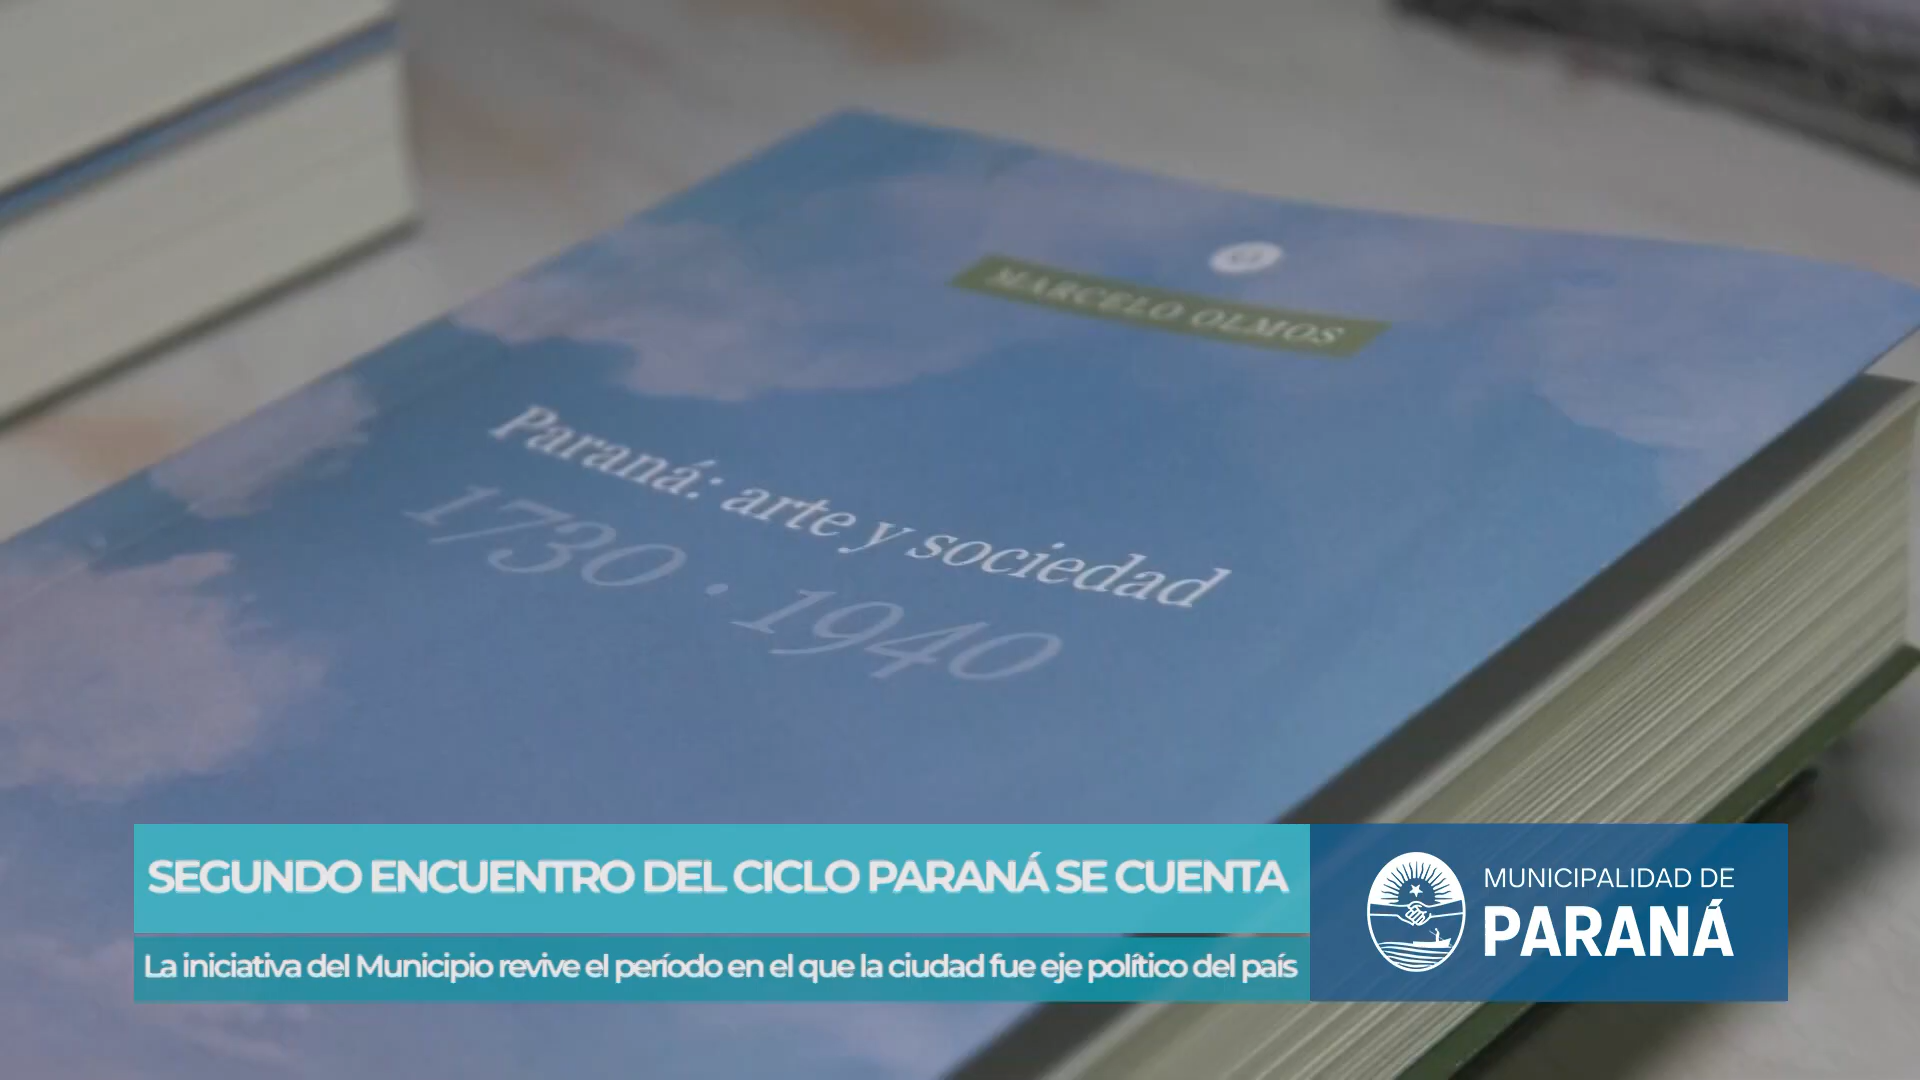 MARCELO OLMOS
Paraná: arte y sociedad
1730 · 1940
SEGUNDO ENCUENTRO DEL CICLO PARANÁ SE CUENTA
La iniciativa del Municipio revive el período en el que la ciudad fue eje político del país
MUNICIPALIDAD DE
PARANÁ